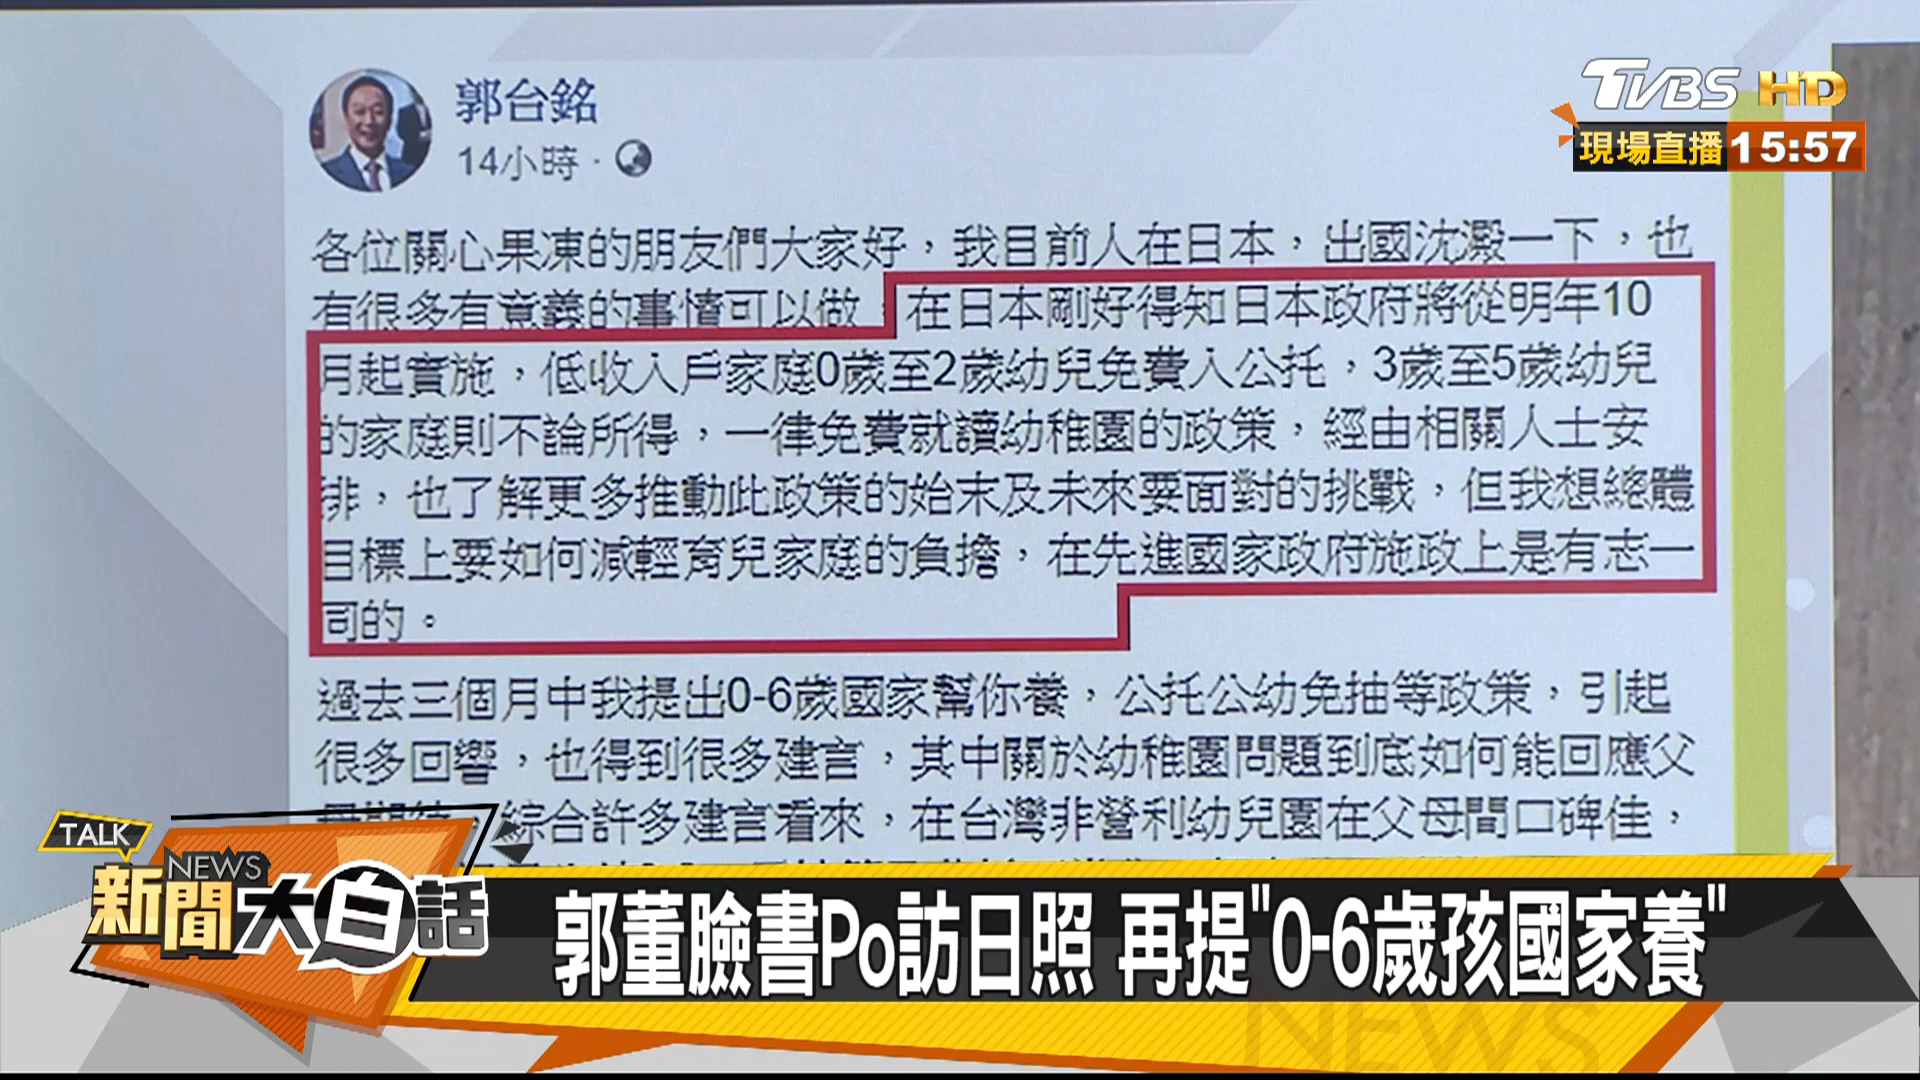 TVBS HD
現場直播 15:57
郭台銘
14小時 ·
各位關心果凍的朋友們大家好，我目前人在日本，出國沈澱一下，也
有很多有意義的事情可以做，在日本剛好得知日本政府將從明年10
月起實施，低收入戶家庭0歲至2歲幼兒免費入公托，3歲至5歲幼兒
的家庭則不論所得，一律免費就讀幼稚園的政策，經由相關人士安
排，也了解更多推動此政策的始末及未來要面對的挑戰，但我想總體
目標上要如何減輕育兒家庭的負擔，在先進國家政府施政上是有志一
同的。
過去三個月中我提出0-6歲國家幫你養，公托公幼免抽等政策，引起
很多回響，也得到很多建言，其中關於幼稚園問題到底如何能回應父
綜合許多建言看來，在台灣非營利幼兒園在父母間口碑佳，
TALK
NEWS
新聞大白話
郭董臉書Po訪日照 再提"0-6歲孩國家養"
NEWS